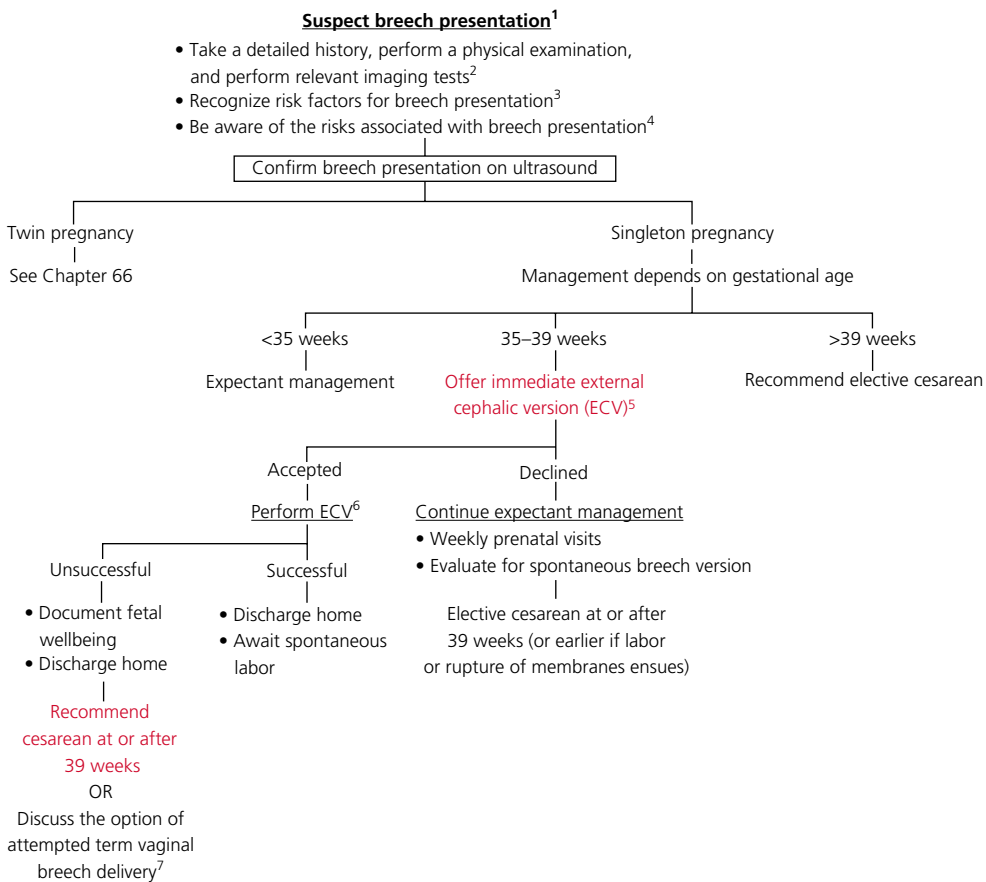 Suspect breech presentation¹
• Take a detailed history, perform a physical examination,
and perform relevant imaging tests²
• Recognize risk factors for breech presentation³
• Be aware of the risks associated with breech presentation⁴
Confirm breech presentation on ultrasound
Twin pregnancy
See Chapter 66
Singleton pregnancy
Management depends on gestational age
<35 weeks
Expectant management
35–39 weeks
Offer immediate external
cephalic version (ECV)⁵
>39 weeks
Recommend elective cesarean
Accepted
Perform ECV⁶
Declined
Continue expectant management
• Weekly prenatal visits
• Evaluate for spontaneous breech version
Elective cesarean at or after
39 weeks (or earlier if labor
or rupture of membranes ensues)
Unsuccessful
• Document fetal
wellbeing
• Discharge home
Recommend
cesarean at or after
39 weeks
OR
Discuss the option of
attempted term vaginal
breech delivery⁷
Successful
• Discharge home
• Await spontaneous
labor